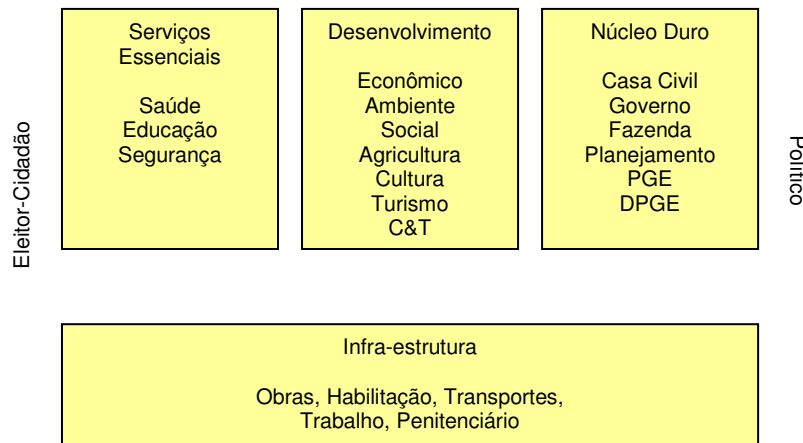 Eleitor-Cidadão
Serviços
Essenciais
Saúde
Educação
Segurança
Desenvolvimento
Econômico
Ambiente
Social
Agricultura
Cultura
Turismo
C&T
Núcleo Duro
Casa Civil
Governo
Fazenda
Planejamento
PGE
DPGE
Político
Infra-estrutura
Obras, Habilitação, Transportes,
Trabalho, Penitenciário